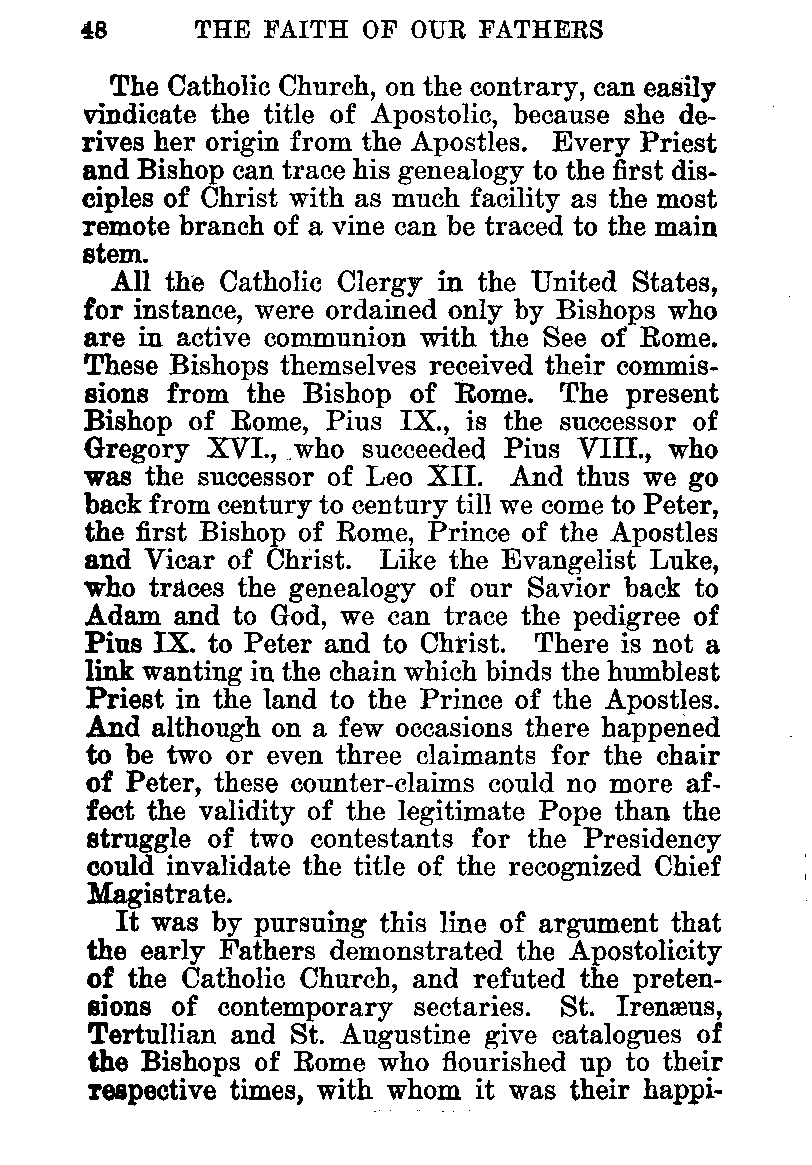 48 THE FAITH OF OUR FATHERS
The Catholic Church, on the contrary, can easily
vindicate the title of Apostolic, because she de-
rives her origin from the Apostles. Every Priest
and Bishop can trace his genealogy to the first dis-
ciples of Christ with as much facility as the most
remote branch of a vine can be traced to the main
stem.
All the Catholic Clergy in the United States,
for instance, were ordained only by Bishops who
are in active communion with the See of Rome.
These Bishops themselves received their commis-
sions from the Bishop of Rome. The present
Bishop of Rome, Pius IX., is the successor of
Gregory XVI., who succeeded Pius VIII., who
was the successor of Leo XII. And thus we go
back from century to century till we come to Peter,
the first Bishop of Rome, Prince of the Apostles
and Vicar of Christ. Like the Evangelist Luke,
who traces the genealogy of our Savior back to
Adam and to God, we can trace the pedigree of
Pius IX. to Peter and to Christ. There is not a
link wanting in the chain which binds the humblest
Priest in the land to the Prince of the Apostles.
And although on a few occasions there happened
to be two or even three claimants for the chair
of Peter, these counter-claims could no more af-
fect the validity of the legitimate Pope than the
struggle of two contestants for the Presidency
could invalidate the title of the recognized Chief
Magistrate.
It was by pursuing this line of argument that
the early Fathers demonstrated the Apostolicity
of the Catholic Church, and refuted the preten-
sions of contemporary sectaries. St. Irenæus,
Tertullian and St. Augustine give catalogues of
the Bishops of Rome who flourished up to their
respective times, with whom it was their happi-